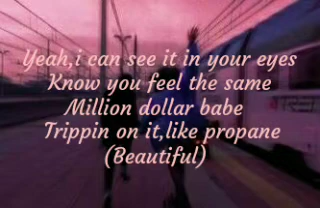 Yeah,i can see it in your eyes
Know you feel the same
Million dollar babe
Trippin on it,like propane
(Beautiful)